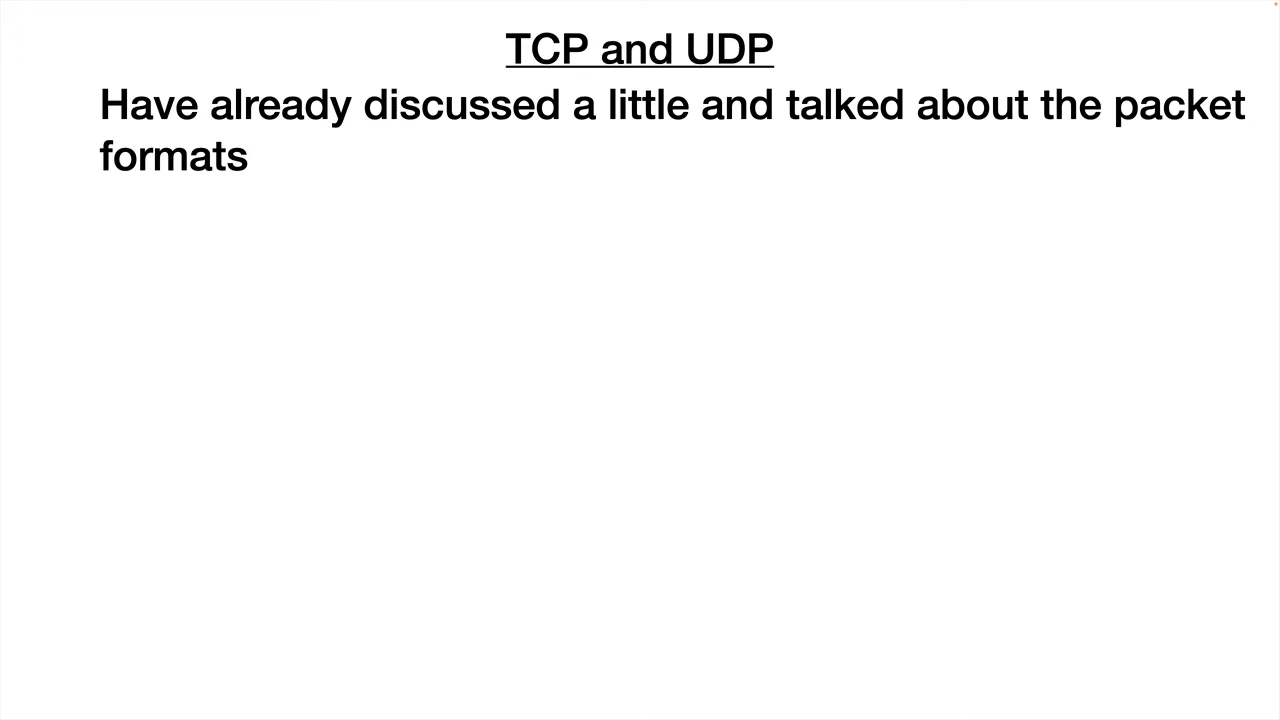 TCP and UDP
Have already discussed a little and talked about the packet
formats